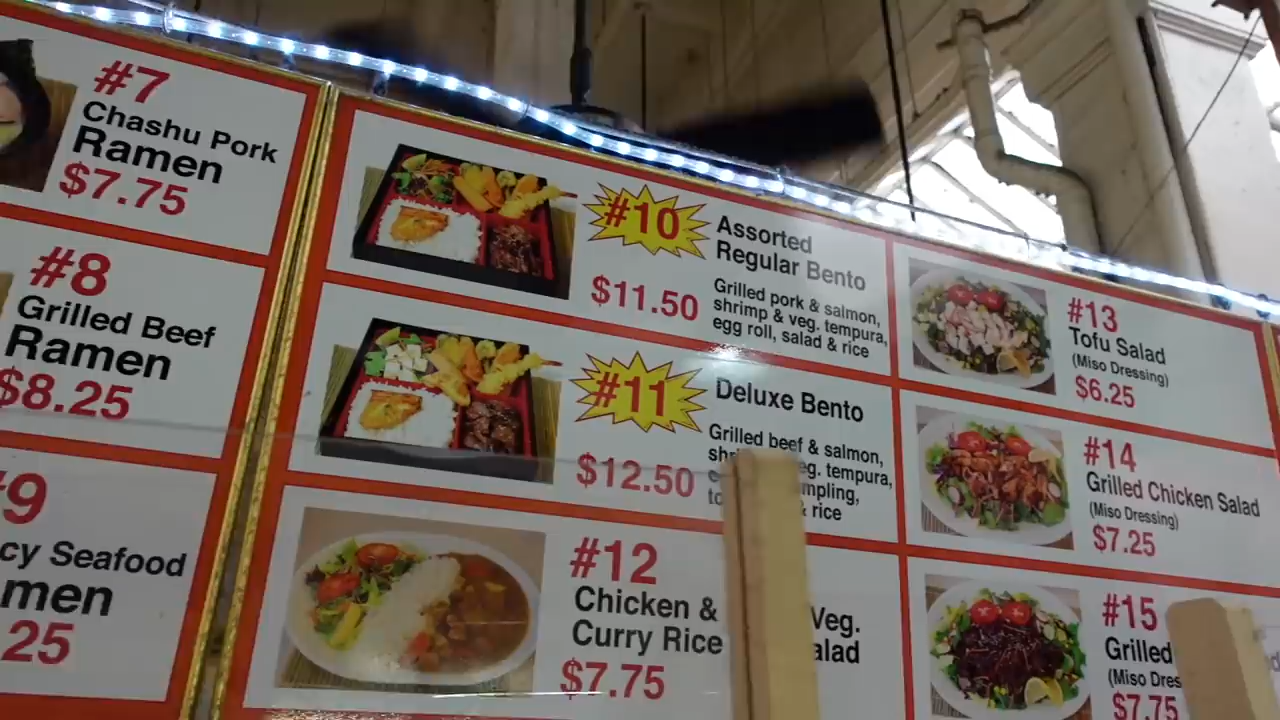 #7
Chashu Pork
Ramen
$7.75
#8
Grilled Beef
Ramen
$8.25
#9
cy Seafood
men
.25
#10
Assorted
Regular Bento
$11.50
Grilled pork & salmon,
shrimp & veg. tempura,
egg roll, salad & rice
#11
Deluxe Bento
$12.50
Grilled beef & salmon,
veg. tempura,
& rice
#12
Chicken & Veg.
Curry Rice
$7.75
#13
Tofu Salad
(Miso Dressing)
$6.25
#14
Grilled Chicken Salad
(Miso Dressing)
$7.25
#15
Grilled
(Miso Dres
$7.75